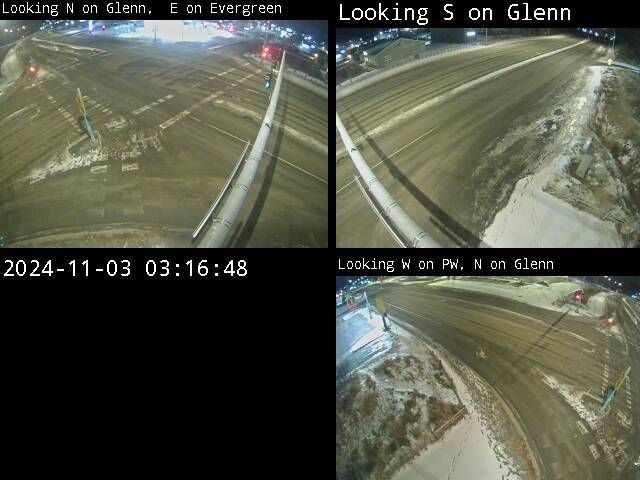 Looking N on Glenn,  E on Evergreen
Looking S on Glenn
2024-11-03 03:16:48
Looking W on PW, N on Glenn